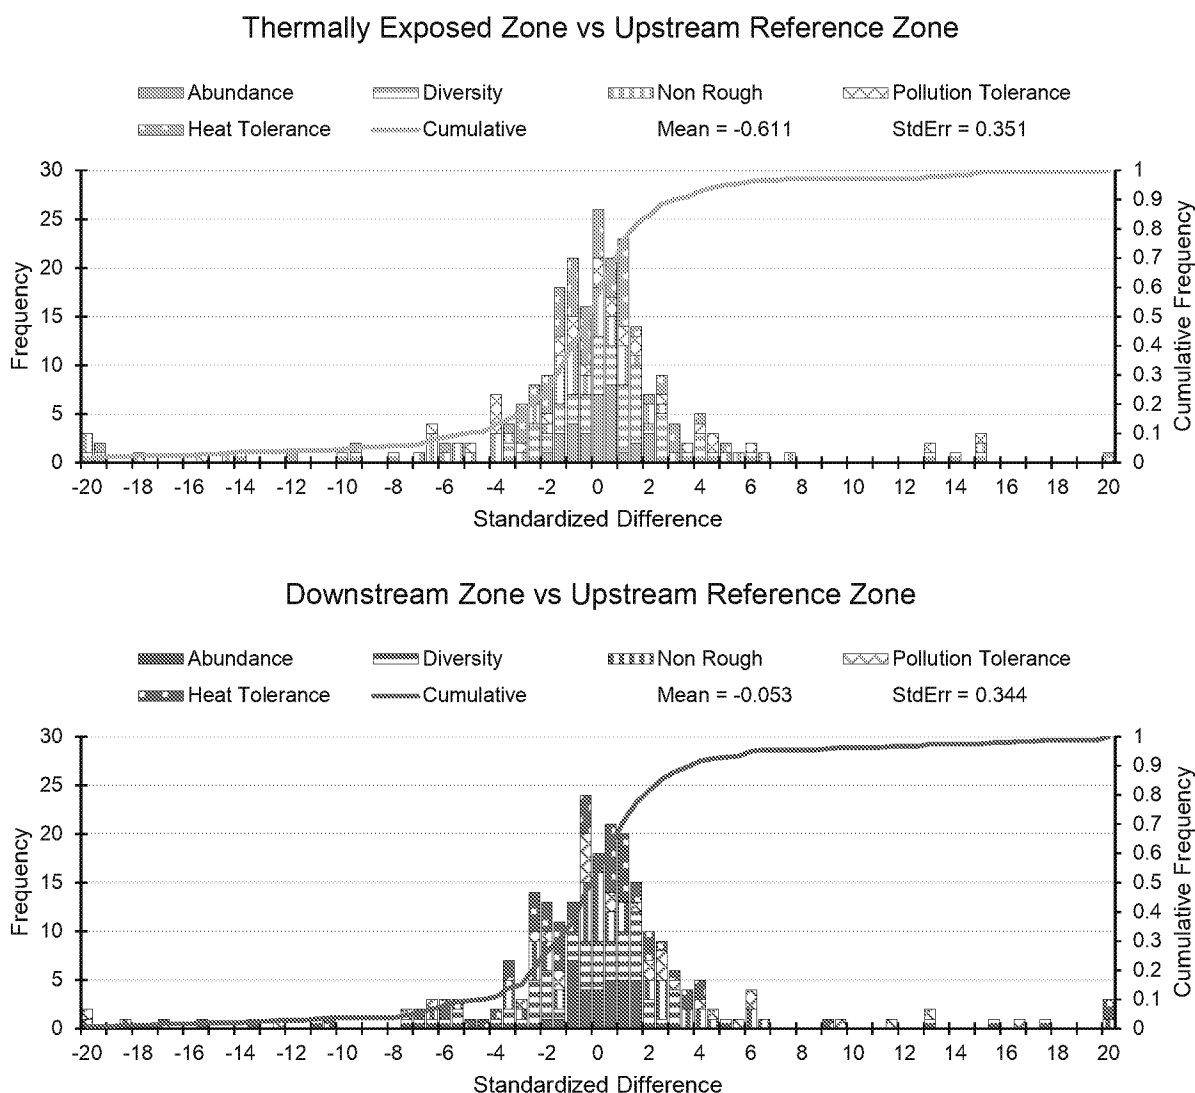 Thermally Exposed Zone vs Upstream Reference Zone
Abundance Diversity Non Rough Pollution Tolerance
Heat Tolerance Cumulative Mean = -0.611 StdErr = 0.351
30 25 20 15 10 5 0
Frequency
1 0.9 0.8 0.7 0.6 0.5 0.4 0.3 0.2 0.1 0
Cumulative Frequency
-20 -18 -16 -14 -12 -10 -8 -6 -4 -2 0 2 4 6 8 10 12 14 16 18 20
Standardized Difference
Downstream Zone vs Upstream Reference Zone
Abundance Diversity Non Rough Pollution Tolerance
Heat Tolerance Cumulative Mean = -0.053 StdErr = 0.344
30 25 20 15 10 5 0
Frequency
1 0.9 0.8 0.7 0.6 0.5 0.4 0.3 0.2 0.1 0
Cumulative Frequency
-20 -18 -16 -14 -12 -10 -8 -6 -4 -2 0 2 4 6 8 10 12 14 16 18 20
Standardized Difference